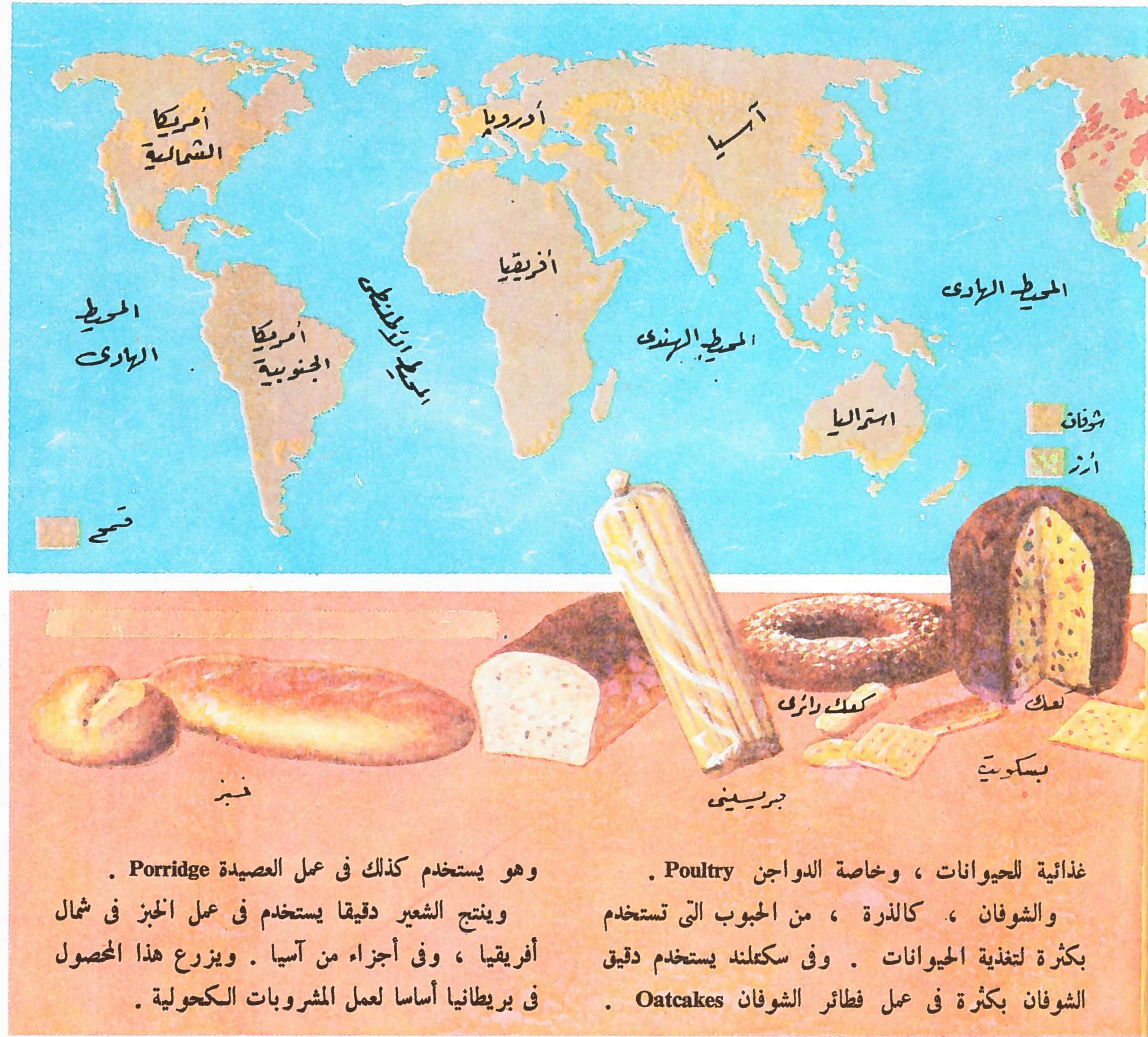 أمريكا
الشمالية
أوروبا
آسيا
أفريقيا
المحيط الهادى
المحيط
الهادى
أمريكا
الجنوبية
المحيط الأطلنطى
المحيط الهندى
استراليا
شوفان
أرز
قمح
كعك دائرى
كعك
بسكويت
خبز
جريسينى
غذائية للحيوانات ، وخاصة الدواجن Poultry .
والشوفان ، كالذرة ، من الحبوب التى تستخدم
بكثرة لتغذية الحيوانات . وفى سكتلند يستخدم دقيق
الشوفان بكثرة فى عمل فطائر الشوفان Oatcakes .
وهو يستخدم كذلك فى عمل العصيدة Porridge .
وينتج الشعير دقيقا يستخدم فى عمل الخبز فى شمال
أفريقيا ، وفى أجزاء من آسيا . ويزرع هذا المحصول
فى بريطانيا أساسا لعمل المشروبات الكحولية .